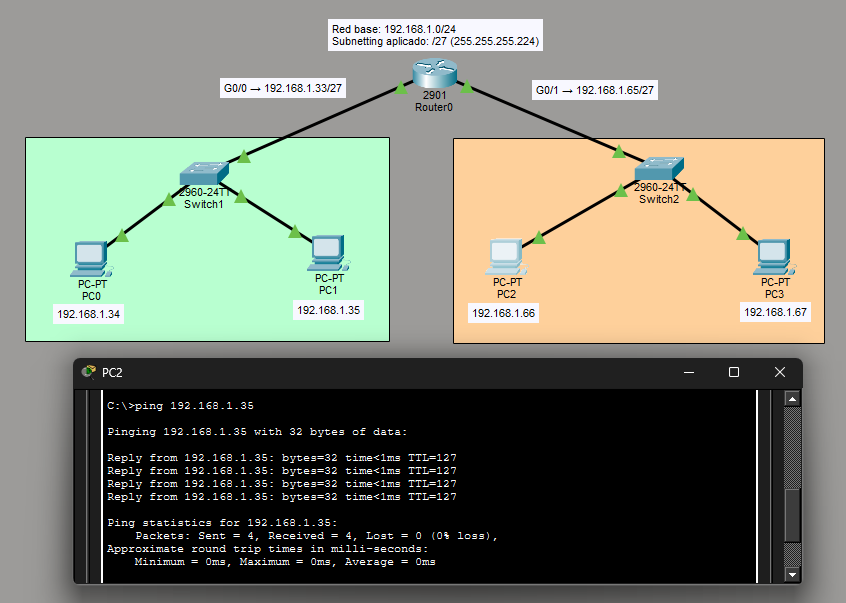 Red base: 192.168.1.0/24
Subnetting aplicado: /27 (255.255.255.224)
G0/0 → 192.168.1.33/27
G0/1 → 192.168.1.65/27
2901
Router0
2960-24TT
Switch1
2960-24TT
Switch2
PC-PT
PC0
192.168.1.34
PC-PT
PC1
192.168.1.35
PC-PT
PC2
192.168.1.66
PC-PT
PC3
192.168.1.67
PC2
C:\>ping 192.168.1.35
Pinging 192.168.1.35 with 32 bytes of data:
Reply from 192.168.1.35: bytes=32 time<1ms TTL=127
Reply from 192.168.1.35: bytes=32 time<1ms TTL=127
Reply from 192.168.1.35: bytes=32 time<1ms TTL=127
Reply from 192.168.1.35: bytes=32 time<1ms TTL=127
Ping statistics for 192.168.1.35:
Packets: Sent = 4, Received = 4, Lost = 0 (0% loss),
Approximate round trip times in milli-seconds:
Minimum = 0ms, Maximum = 0ms, Average = 0ms